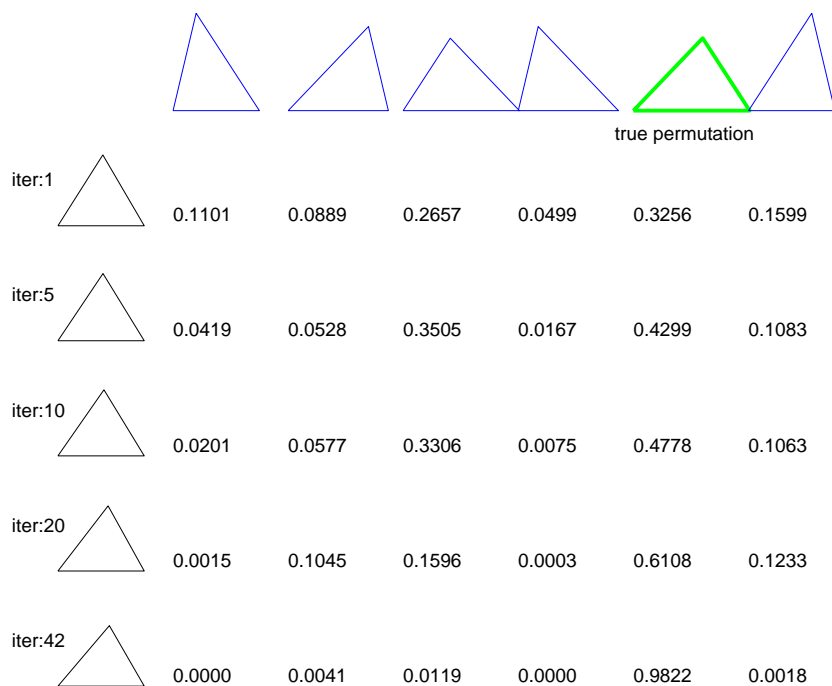 true permutation
iter:1
0.1101 0.0889 0.2657 0.0499 0.3256 0.1599
iter:5
0.0419 0.0528 0.3505 0.0167 0.4299 0.1083
iter:10
0.0201 0.0577 0.3306 0.0075 0.4778 0.1063
iter:20
0.0015 0.1045 0.1596 0.0003 0.6108 0.1233
iter:42
0.0000 0.0041 0.0119 0.0000 0.9822 0.0018